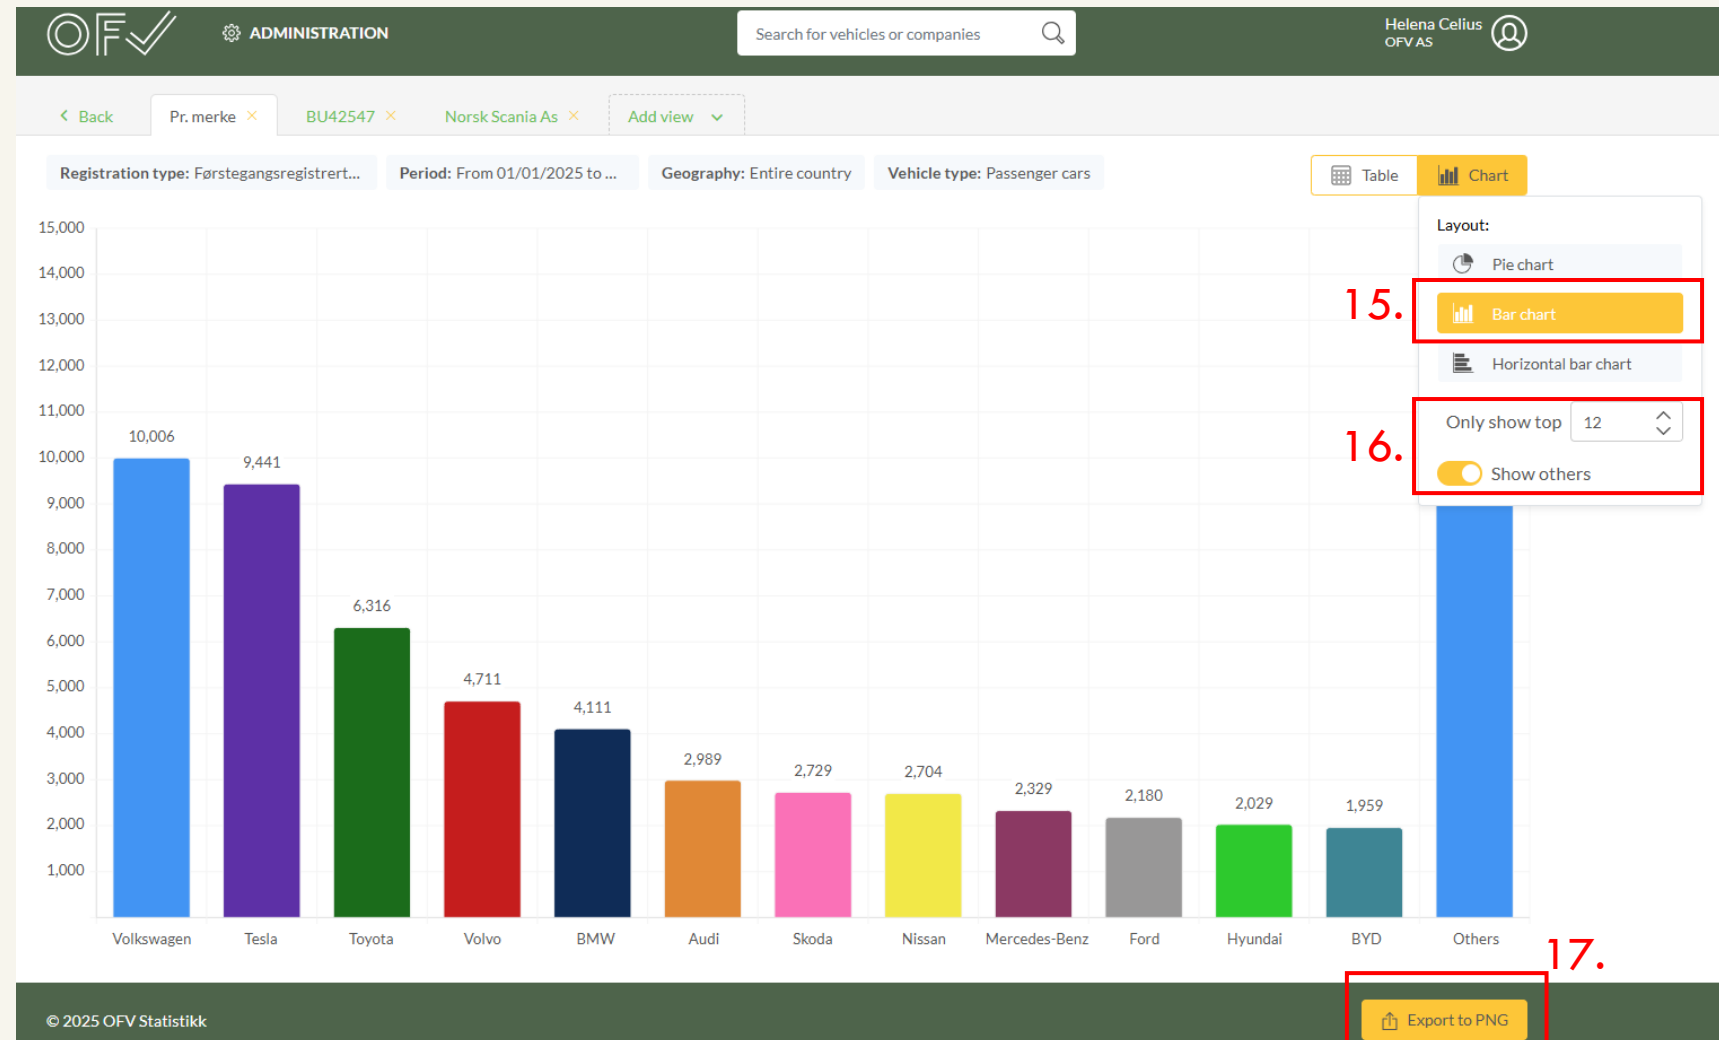 OFV
ADMINISTRATION
Search for vehicles or companies
Helena Celius
OFV AS
Back
Pr. merke
BU42547
Norsk Scania As
Add view
Registration type: Førstegangsregistrert...
Period: From 01/01/2025 to ...
Geography: Entire country
Vehicle type: Passenger cars
Table
Chart
Layout:
Pie chart
15.
Bar chart
Horizontal bar chart
16.
Only show top 12
Show others
15,000
14,000
13,000
12,000
11,000
10,000
9,000
8,000
7,000
6,000
5,000
4,000
3,000
2,000
1,000
10,006
9,441
6,316
4,711
4,111
2,989
2,729
2,704
2,329
2,180
2,029
1,959
Volkswagen
Tesla
Toyota
Volvo
BMW
Audi
Skoda
Nissan
Mercedes-Benz
Ford
Hyundai
BYD
Others
17.
© 2025 OFV Statistikk
Export to PNG